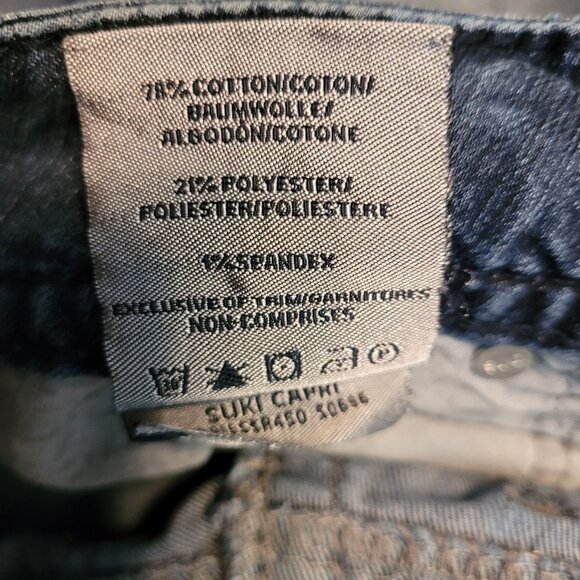 78% COTTON/COTON/
BAUMWOLLE/
ALGODÓN/COTONE
21% POLYESTER/
POLIESTER/POLIESTERE
1% SPANDEX
EXCLUSIVE OF TRIM/GARNITURES
NON-COMPRISES
P
SUKI CAPRI